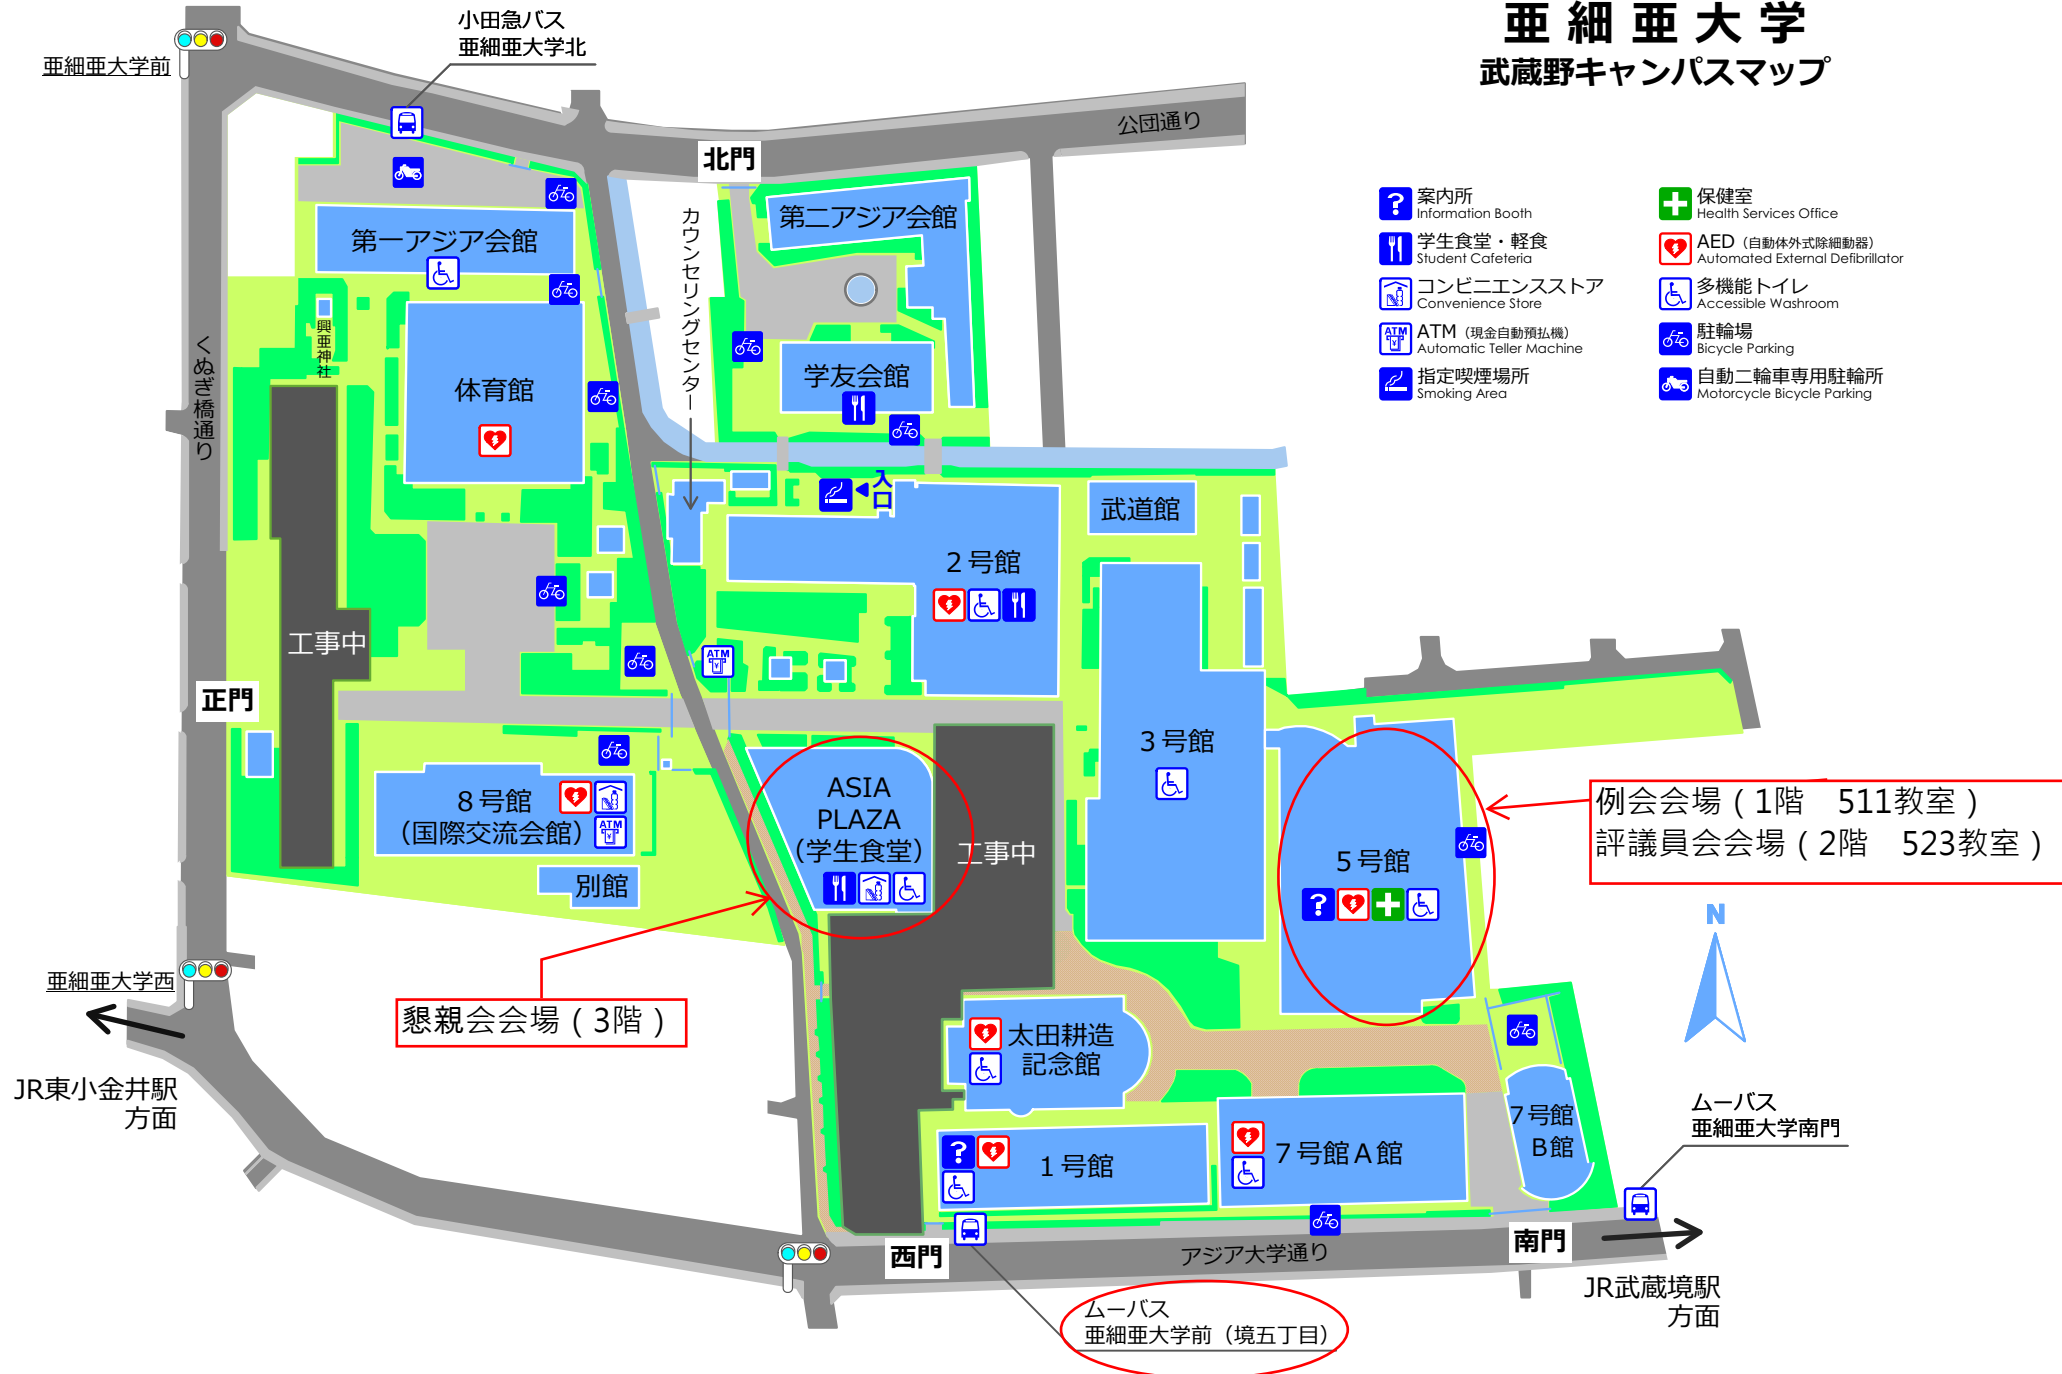 亜細亜大学
武蔵野キャンパスマップ
小田急バス
亜細亜大学北
亜細亜大学前
公団通り
北門
案内所
Information Booth
学生食堂・軽食
Student Cafeteria
コンビニエンスストア
Convenience Store
ATM（現金自動預払機）
Automatic Teller Machine
指定喫煙場所
Smoking Area
保健室
Health Services Office
AED（自動体外式除細動器）
Automated External Defibrillator
多機能トイレ
Accessible Washroom
駐輪場
Bicycle Parking
自動二輪車専用駐輪所
Motorcycle Bicycle Parking
第一アジア会館
第二アジア会館
カウンセリングセンター
興亜神社
くぬぎ橋通り
体育館
学友会館
入口
武道館
2号館
工事中
ATM
正門
3号館
8号館
（国際交流会館）
ATM
別館
ASIA
PLAZA
（学生食堂）
工事中
5号館
例会会場（1階　511教室）
評議員会会場（2階　523教室）
N
亜細亜大学西
懇親会会場（3階）
太田耕造
記念館
JR東小金井駅
方面
7号館
B館
ムーバス
亜細亜大学南門
1号館
7号館A館
西門
アジア大学通り
南門
JR武蔵境駅
方面
ムーバス
亜細亜大学前（境五丁目）